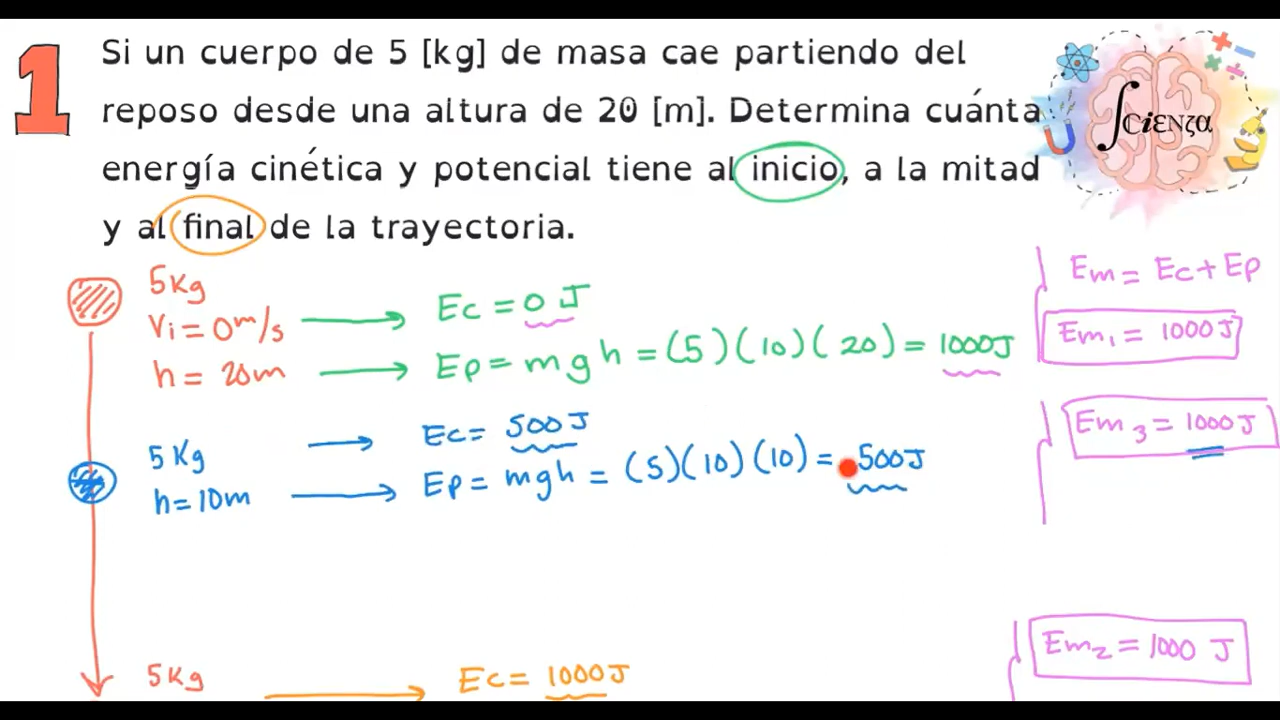 1
Si un cuerpo de 5 [kg] de masa cae partiendo del
reposo desde una altura de 20 [m]. Determina cuánta
energía cinética y potencial tiene al inicio, a la mitad
y al final de la trayectoria.
∫CiENζA
5Kg
Vi = 0 m/s
h = 20m
Ec = 0 J
Ep = mgh = (5)(10)(20) = 1000J
Em = Ec + Ep
Em₁ = 1000 J
5 Kg
h = 10m
Ec = 500 J
Ep = mgh = (5)(10)(10) = 500J
Em₃ = 1000 J
5Kg
Ec = 1000J
Em₂ = 1000 J